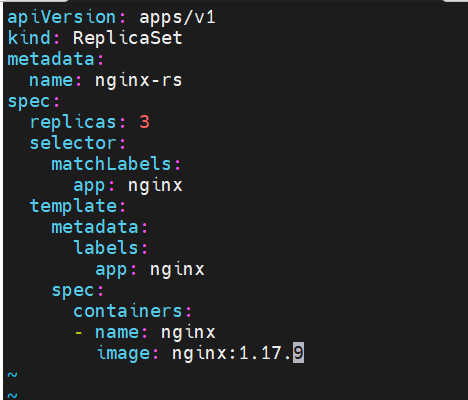 apiVersion: apps/v1
kind: ReplicaSet
metadata:
  name: nginx-rs
spec:
  replicas: 3
  selector:
    matchLabels:
      app: nginx
  template:
    metadata:
      labels:
        app: nginx
    spec:
      containers:
      - name: nginx
        image: nginx:1.17.9
~
~